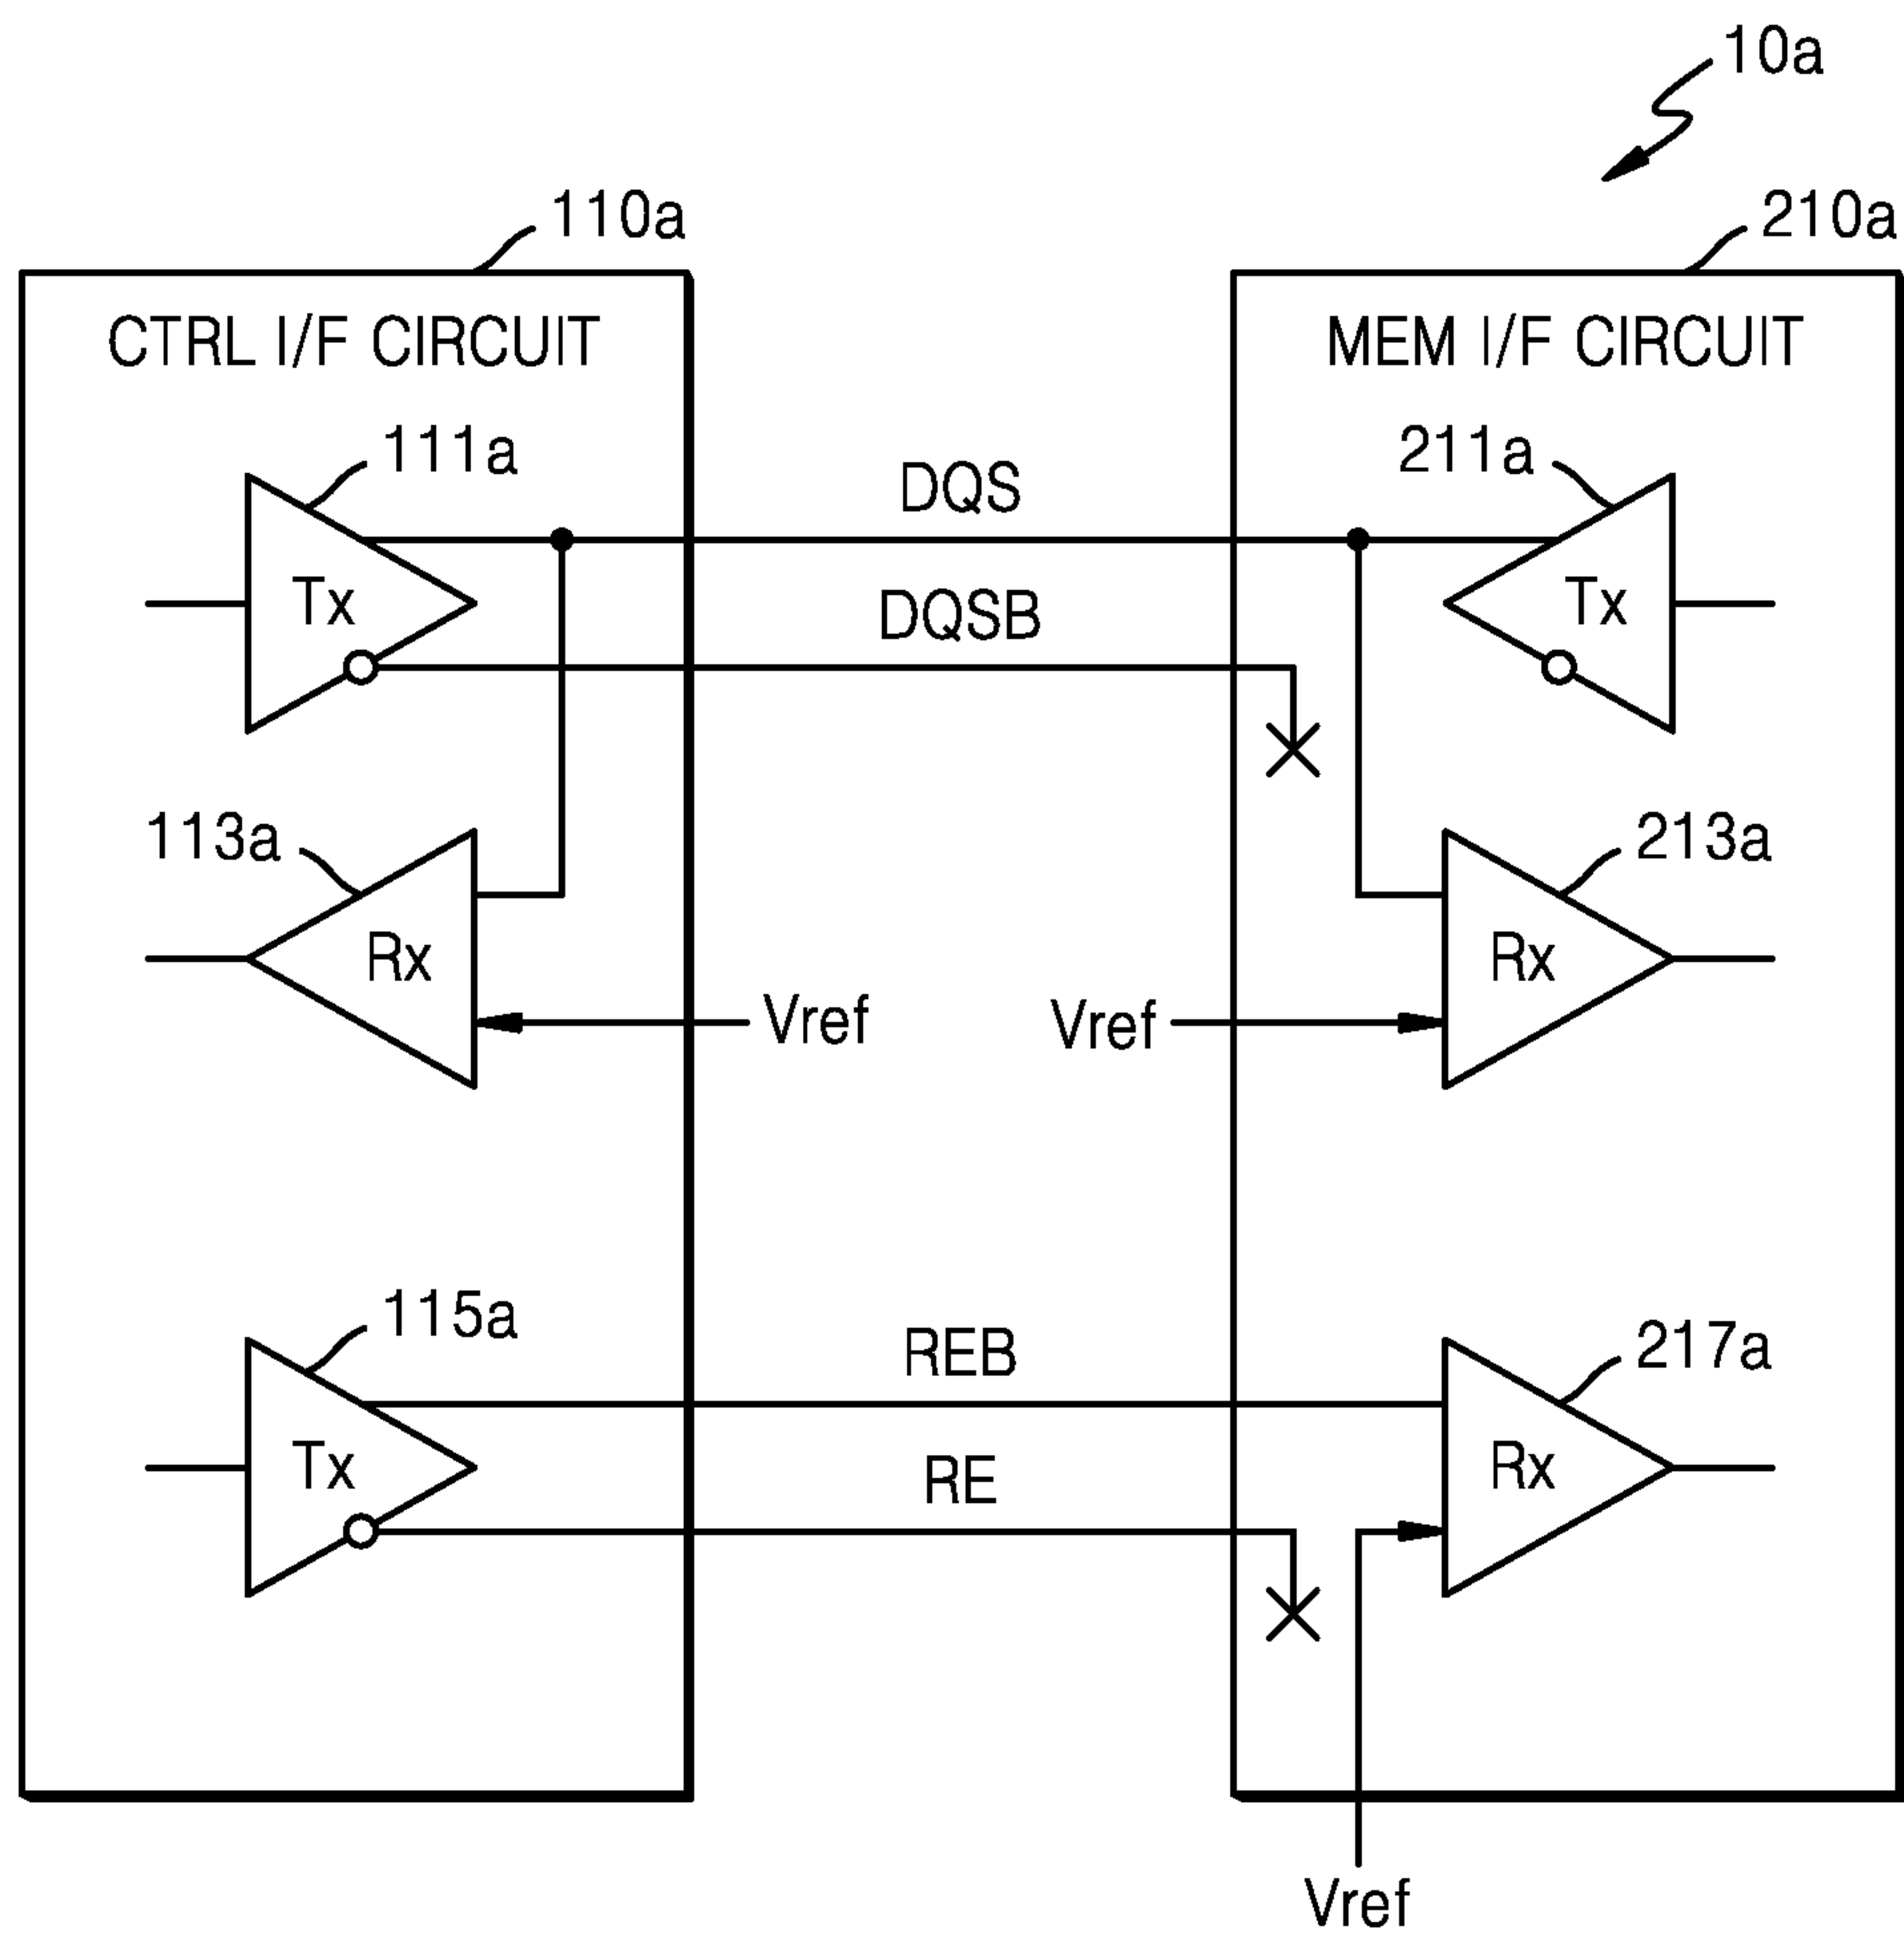 10a
110a
210a
CTRL I/F CIRCUIT
MEM I/F CIRCUIT
111a
DQS
211a
Tx
DQSB
Tx
113a
213a
Rx
Rx
Vref
Vref
115a
REB
217a
Tx
RE
Rx
Vref